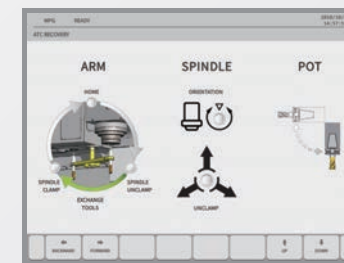 MPG READY
ATC RECOVERY
ARM SPINDLE POT
HOME
ORIENTATION
SPINDLE CLAMP
SPINDLE UNCLAMP
EXCHANGE TOOLS
UNCLAMP
BACKWARD FORWARD UP DOWN